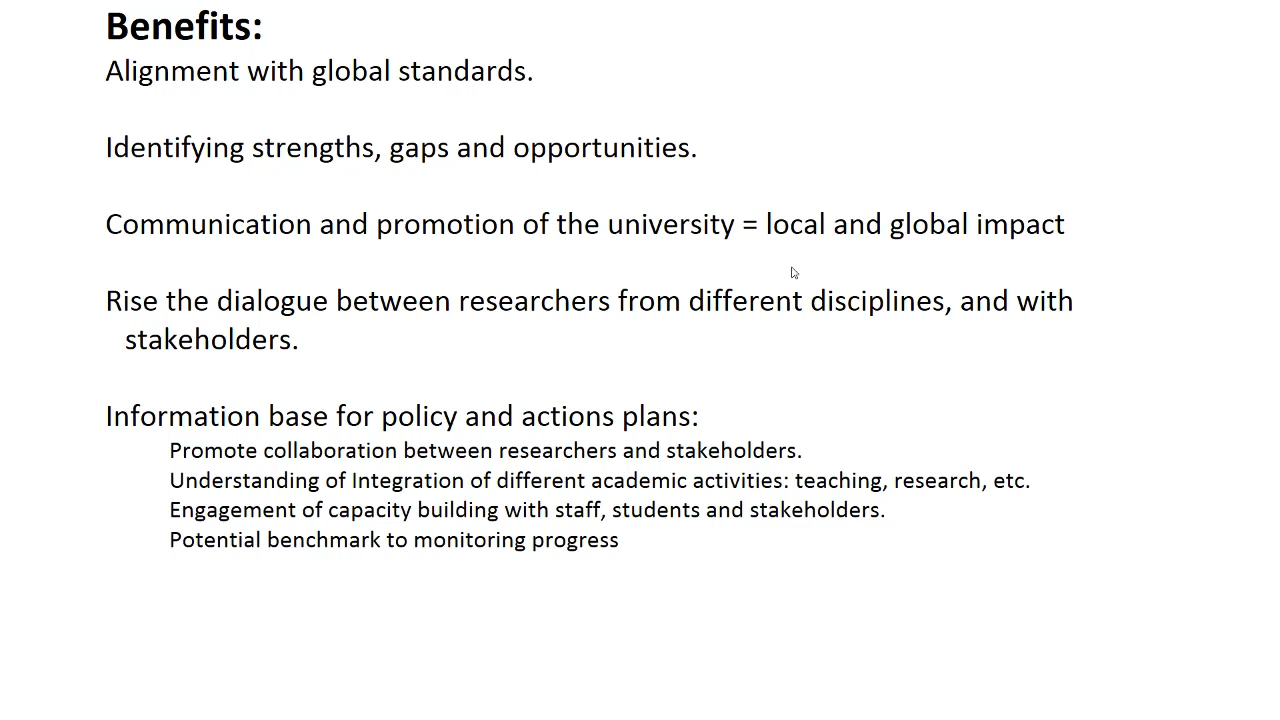 Benefits:
Alignment with global standards.
Identifying strengths, gaps and opportunities.
Communication and promotion of the university = local and global impact
Rise the dialogue between researchers from different disciplines, and with
stakeholders.
Information base for policy and actions plans:
Promote collaboration between researchers and stakeholders.
Understanding of Integration of different academic activities: teaching, research, etc.
Engagement of capacity building with staff, students and stakeholders.
Potential benchmark to monitoring progress